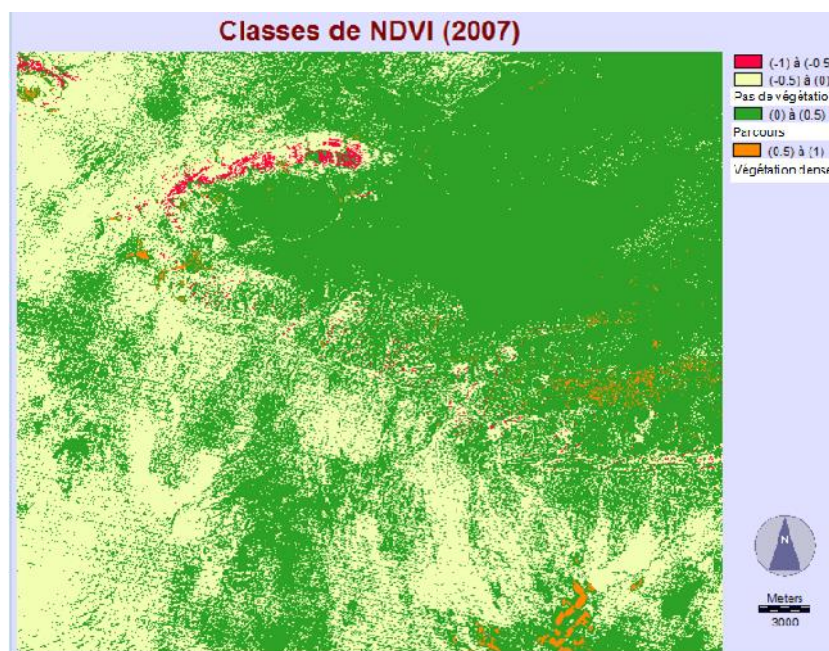 Classes de NDVI (2007)
(-1) à (-0.5
(-0.5) à (0)
Pas de végétatio
(0) à (0.5)
Parcours
(0.5) à (1)
Végétation dense
N
Meters
3000